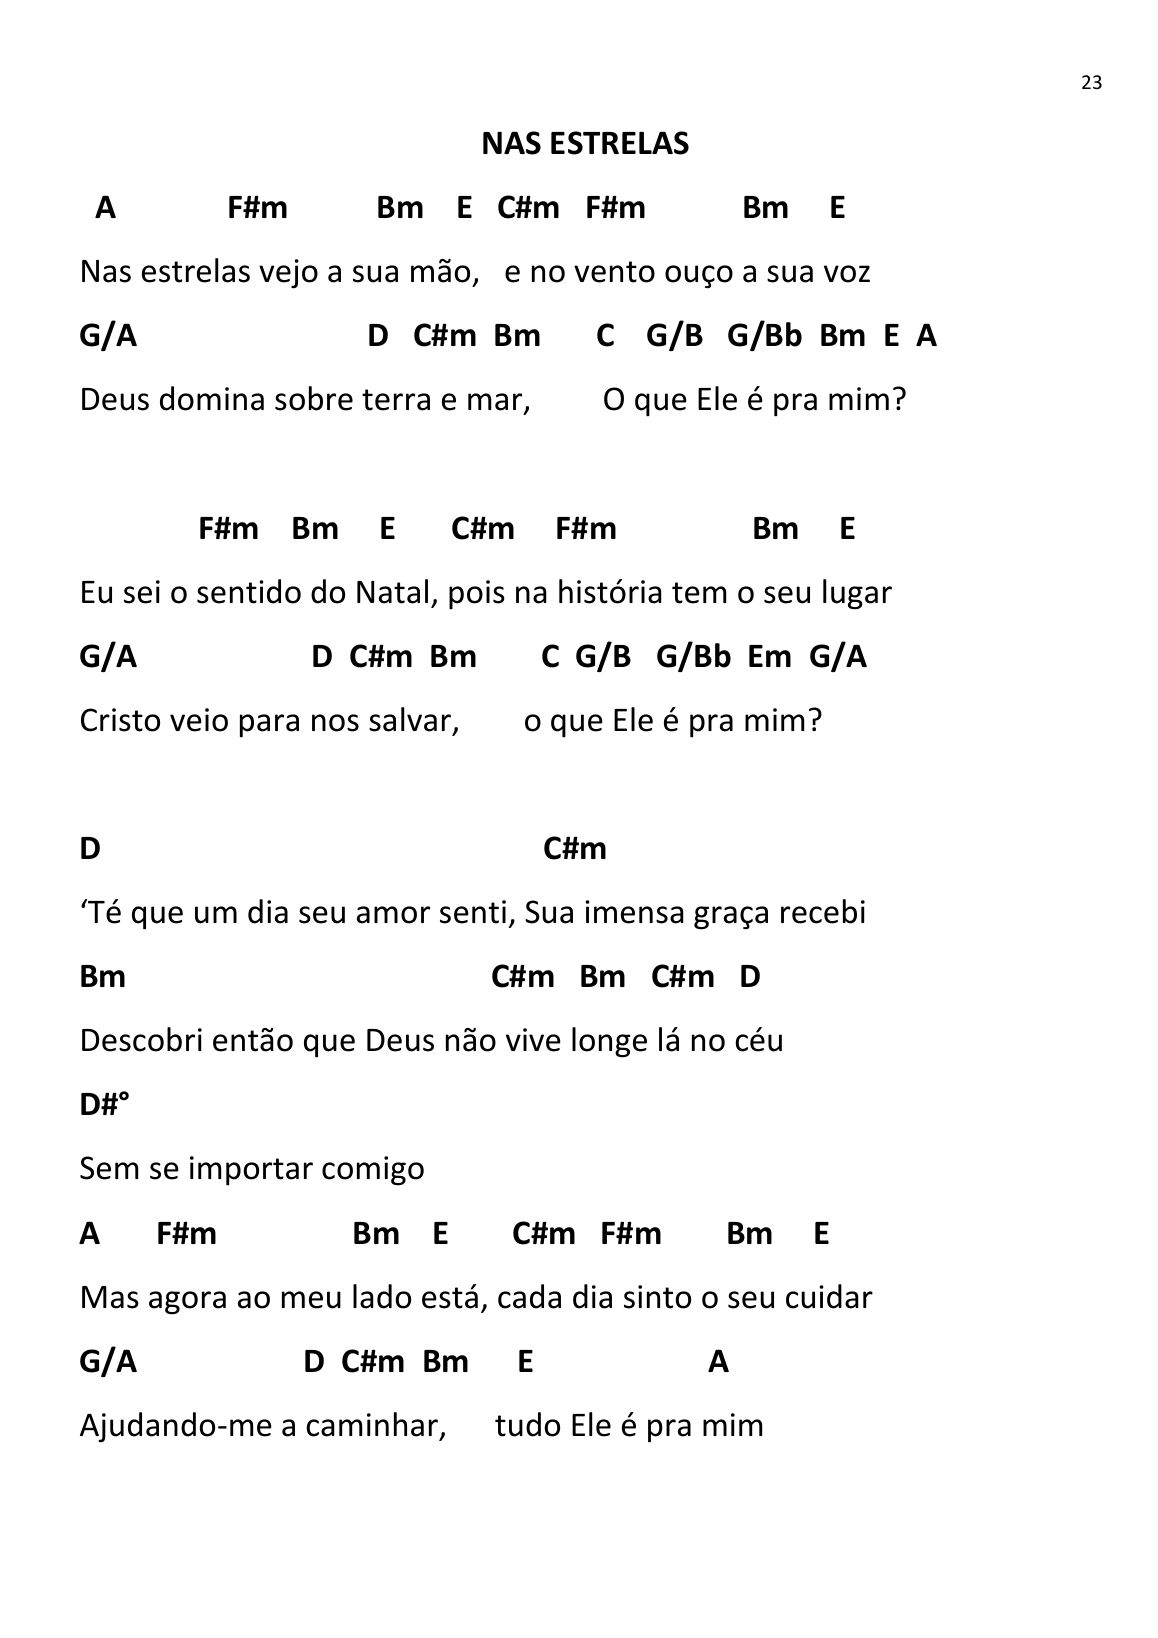 23
NAS ESTRELAS
A F#m Bm E C#m F#m Bm E
Nas estrelas vejo a sua mão, e no vento ouço a sua voz
G/A D C#m Bm C G/B G/Bb Bm E A
Deus domina sobre terra e mar, O que Ele é pra mim?
F#m Bm E C#m F#m Bm E
Eu sei o sentido do Natal, pois na história tem o seu lugar
G/A D C#m Bm C G/B G/Bb Em G/A
Cristo veio para nos salvar, o que Ele é pra mim?
D C#m
‘Té que um dia seu amor senti, Sua imensa graça recebi
Bm C#m Bm C#m D
Descobri então que Deus não vive longe lá no céu
D#°
Sem se importar comigo
A F#m Bm E C#m F#m Bm E
Mas agora ao meu lado está, cada dia sinto o seu cuidar
G/A D C#m Bm E A
Ajudando-me a caminhar, tudo Ele é pra mim